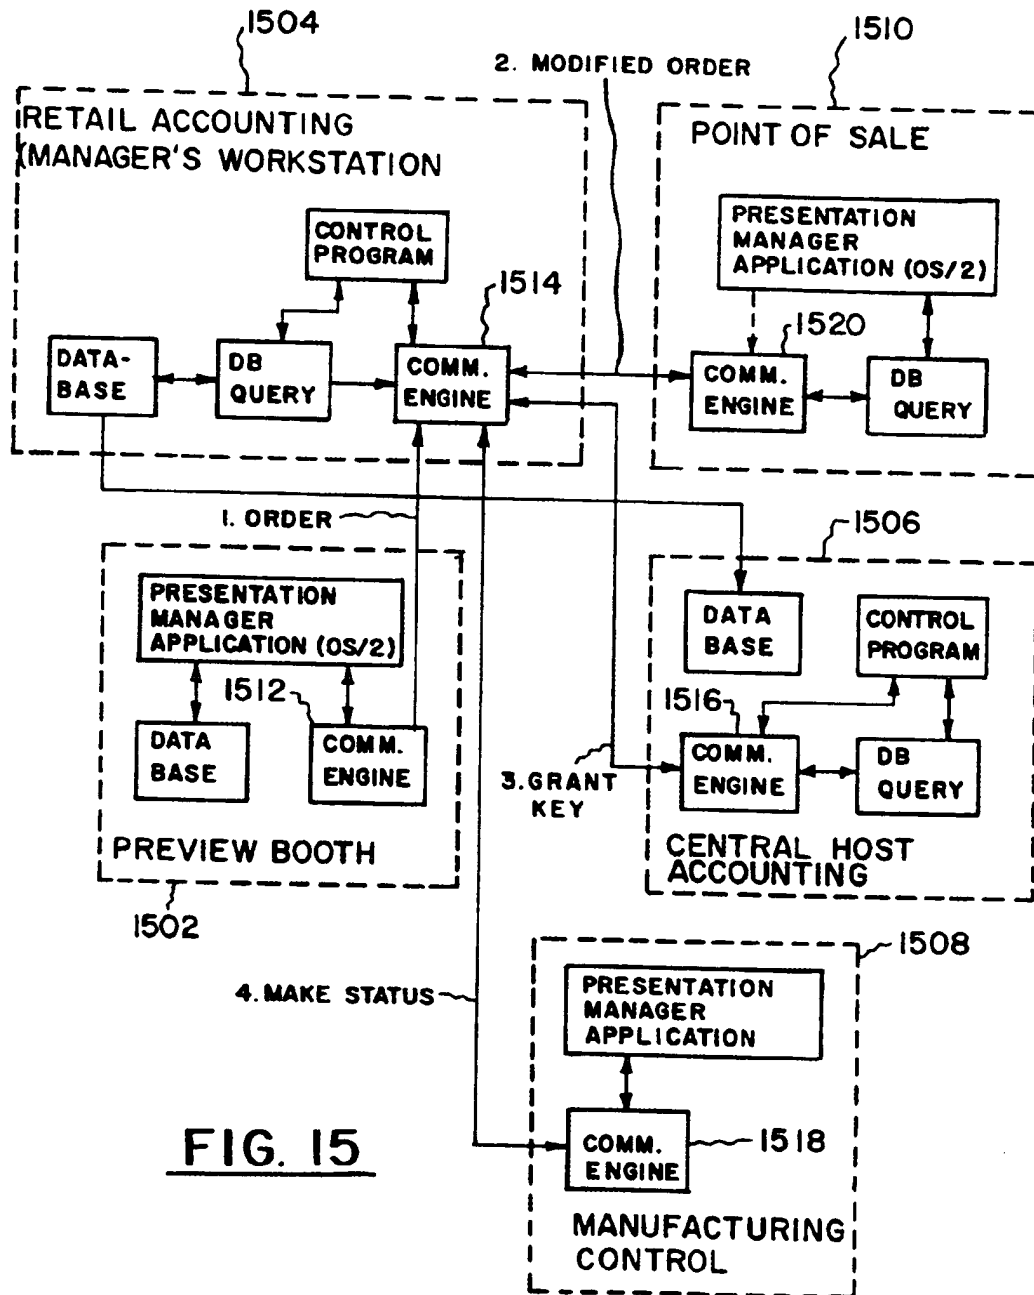 1504
1510
2. MODIFIED ORDER
RETAIL ACCOUNTING
(MANAGER'S WORKSTATION
POINT OF SALE
CONTROL
PROGRAM
PRESENTATION
MANAGER
APPLICATION (OS/2)
1514
1520
DATA-
BASE
DB
QUERY
COMM.
ENGINE
COMM.
ENGINE
DB
QUERY
1. ORDER
1506
PRESENTATION
MANAGER
APPLICATION (OS/2)
DATA
BASE
CONTROL
PROGRAM
1512
1516
DATA
BASE
COMM.
ENGINE
COMM.
ENGINE
DB
QUERY
3. GRANT
KEY
PREVIEW BOOTH
CENTRAL HOST
ACCOUNTING
1502
1508
4. MAKE STATUS
PRESENTATION
MANAGER
APPLICATION
FIG. 15
COMM.
ENGINE
1518
MANUFACTURING
CONTROL